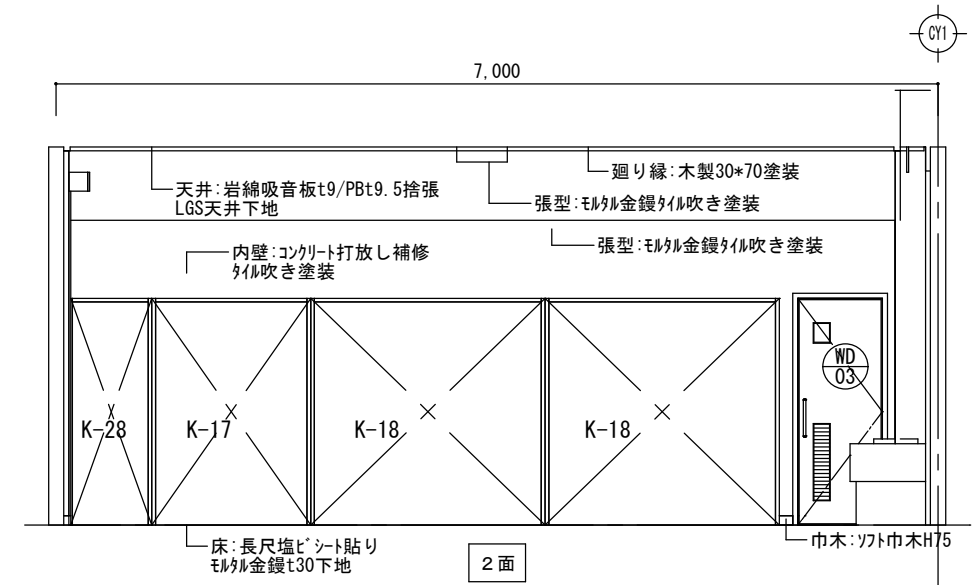 CY1
7,000
天井:岩綿吸音板t9/PBt9.5捨張
LGS天井下地
廻り縁:木製30*70塗装
張型:ﾓﾙﾀﾙ金鏝ﾀｲﾙ吹き塗装
張型:ﾓﾙﾀﾙ金鏝ﾀｲﾙ吹き塗装
内壁:ｺﾝｸﾘｰﾄ打放し補修
ﾀｲﾙ吹き塗装
WD
03
K-28
K-17
K-18
K-18
床:長尺塩ﾋﾞｼｰﾄ貼り
ﾓﾙﾀﾙ金鏝t30下地
巾木:ｿﾌﾄ巾木H75
2面